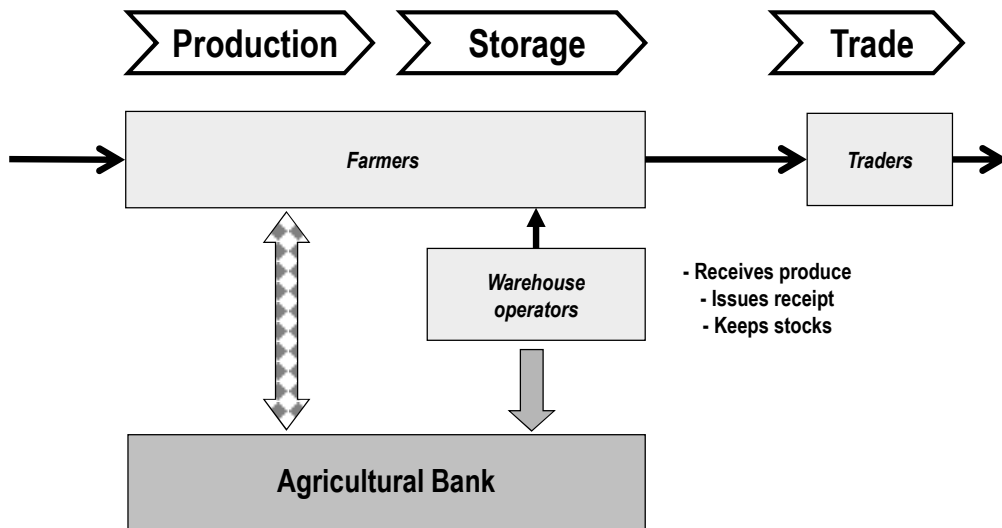 Production
Storage
Trade
Farmers
Traders
Warehouse
operators
- Receives produce
- Issues receipt
- Keeps stocks
Agricultural Bank